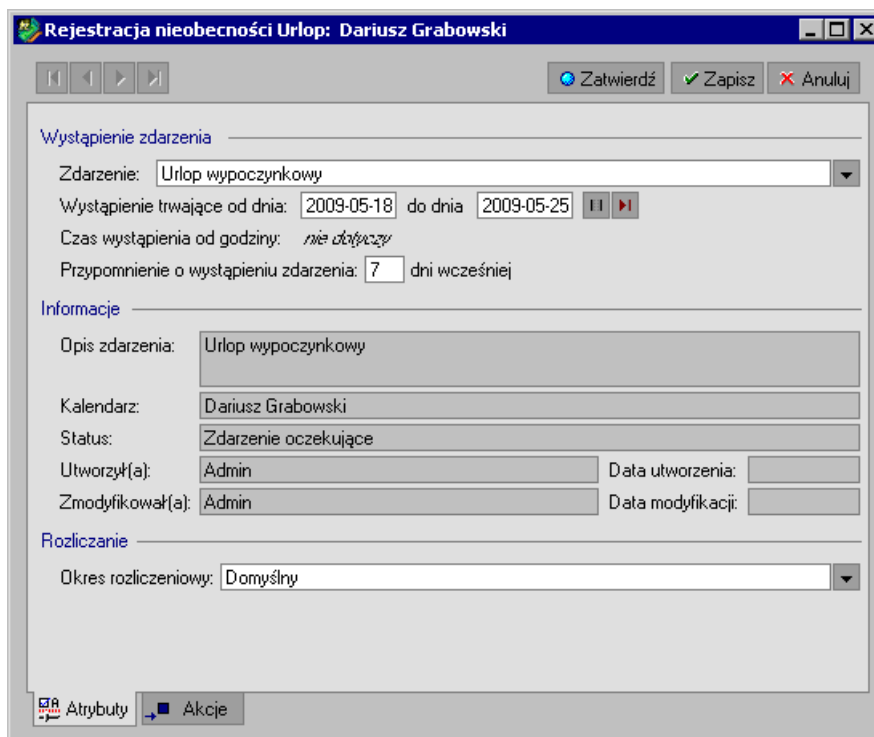 Rejestracja nieobecności Urlop: Dariusz Grabowski
Zatwierdź Zapisz Anuluj
Wystąpienie zdarzenia
Zdarzenie: Urlop wypoczynkowy
Wystąpienie trwające od dnia: 2009-05-18 do dnia 2009-05-25
Czas wystąpienia od godziny: nie dotyczy
Przypomnienie o wystąpieniu zdarzenia: 7 dni wcześniej
Informacje
Opis zdarzenia: Urlop wypoczynkowy
Kalendarz: Dariusz Grabowski
Status: Zdarzenie oczekujące
Utworzył(a): Admin Data utworzenia:
Zmodyfikował(a): Admin Data modyfikacji:
Rozliczanie
Okres rozliczeniowy: Domyślny
Atrybuty Akcje